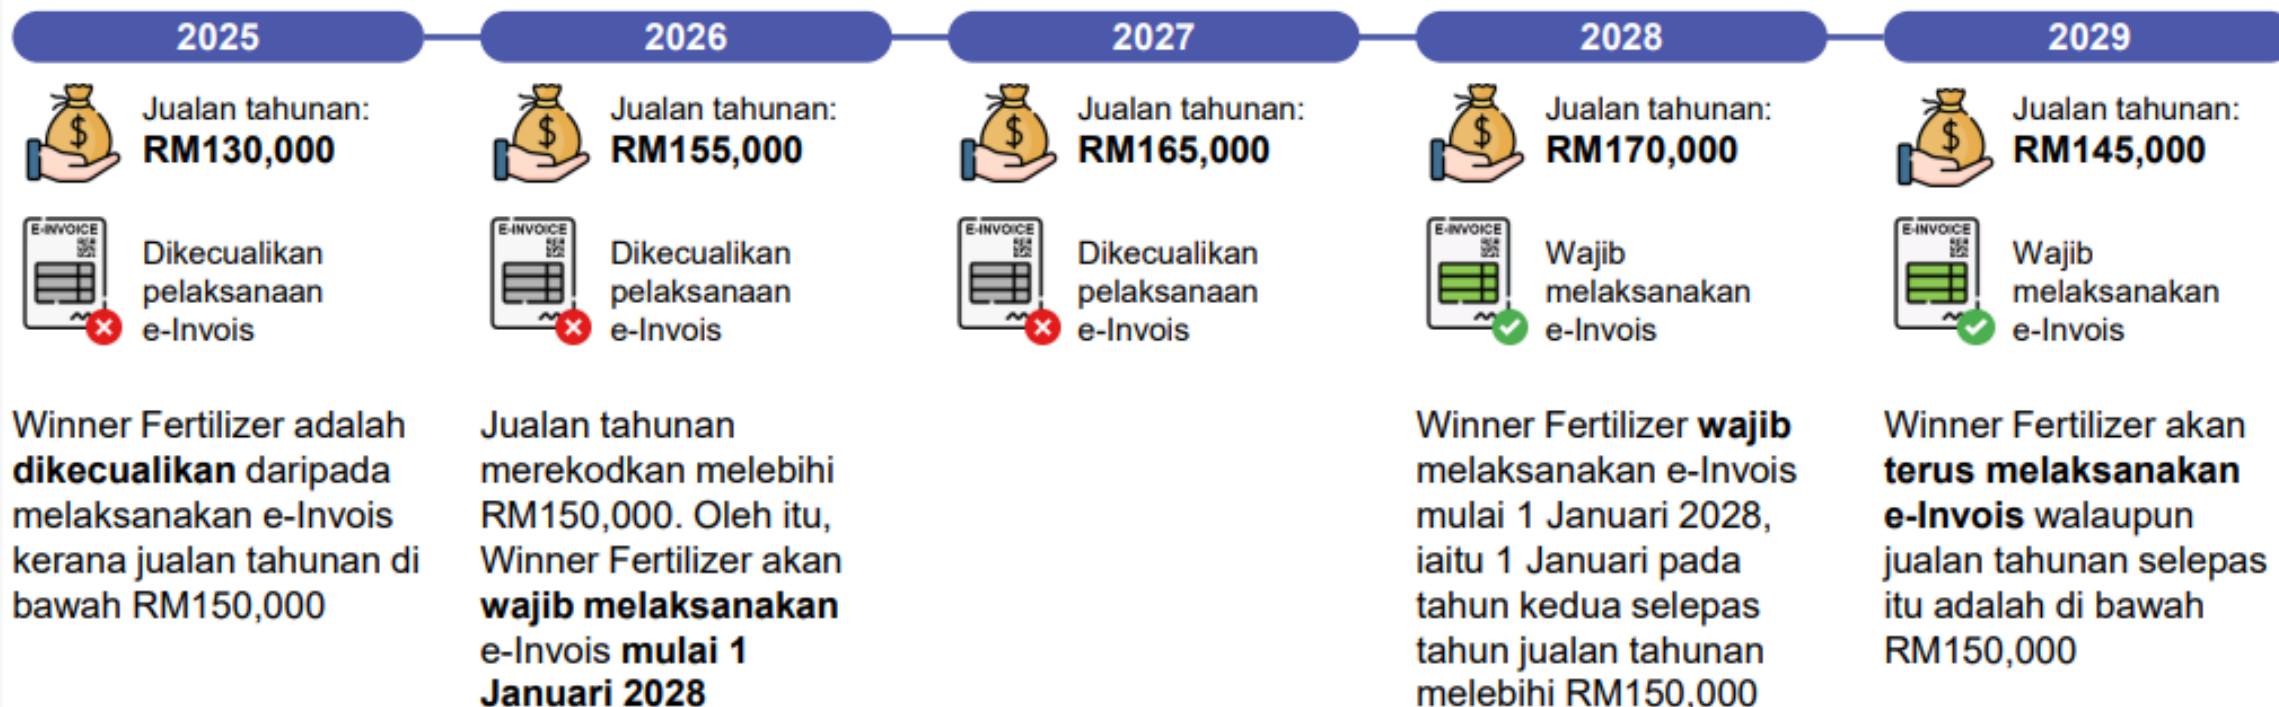 2025
2026
2027
2028
2029
Jualan tahunan:
RM130,000
Jualan tahunan:
RM155,000
Jualan tahunan:
RM165,000
Jualan tahunan:
RM170,000
Jualan tahunan:
RM145,000
E-INVOICE
Dikecualikan
pelaksanaan
e-Invois
E-INVOICE
Dikecualikan
pelaksanaan
e-Invois
E-INVOICE
Dikecualikan
pelaksanaan
e-Invois
E-INVOICE
Wajib
melaksanakan
e-Invois
E-INVOICE
Wajib
melaksanakan
e-Invois
Winner Fertilizer adalah
dikecualikan daripada
melaksanakan e-Invois
kerana jualan tahunan di
bawah RM150,000
Jualan tahunan
merekodkan melebihi
RM150,000. Oleh itu,
Winner Fertilizer akan
wajib melaksanakan
e-Invois mulai 1
Januari 2028
Winner Fertilizer wajib
melaksanakan e-Invois
mulai 1 Januari 2028,
iaitu 1 Januari pada
tahun kedua selepas
tahun jualan tahunan
melebihi RM150,000
Winner Fertilizer akan
terus melaksanakan
e-Invois walaupun
jualan tahunan selepas
itu adalah di bawah
RM150,000